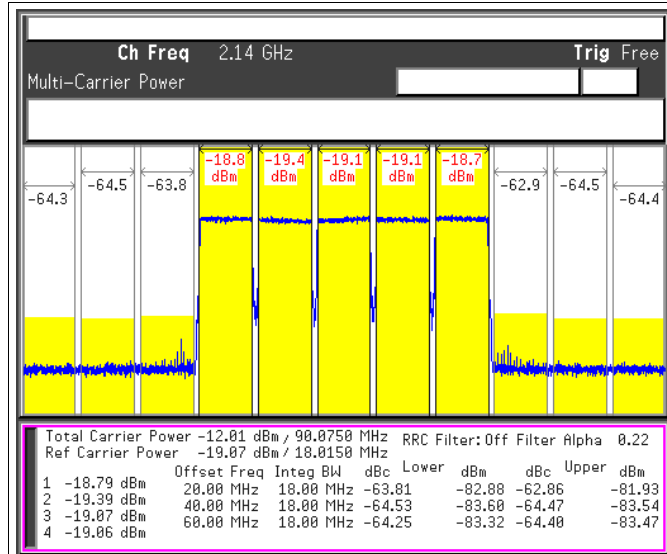 Ch Freq 2.14 GHz Trig Free
Multi-Carrier Power
-18.8 dBm -19.4 dBm -19.1 dBm -19.1 dBm -18.7 dBm
-64.3 -64.5 -63.8 -62.9 -64.5 -64.4
Total Carrier Power -12.01 dBm / 90.0750 MHz RRC Filter: Off Filter Alpha 0.22
Ref Carrier Power -19.07 dBm / 18.0150 MHz
Offset Freq Integ BW dBc Lower dBm dBc Upper dBm
1 -18.79 dBm 20.00 MHz 18.00 MHz -63.81 -82.88 -62.86 -81.93
2 -19.39 dBm 40.00 MHz 18.00 MHz -64.53 -83.60 -64.47 -83.54
3 -19.07 dBm 60.00 MHz 18.00 MHz -64.25 -83.32 -64.40 -83.47
4 -19.06 dBm